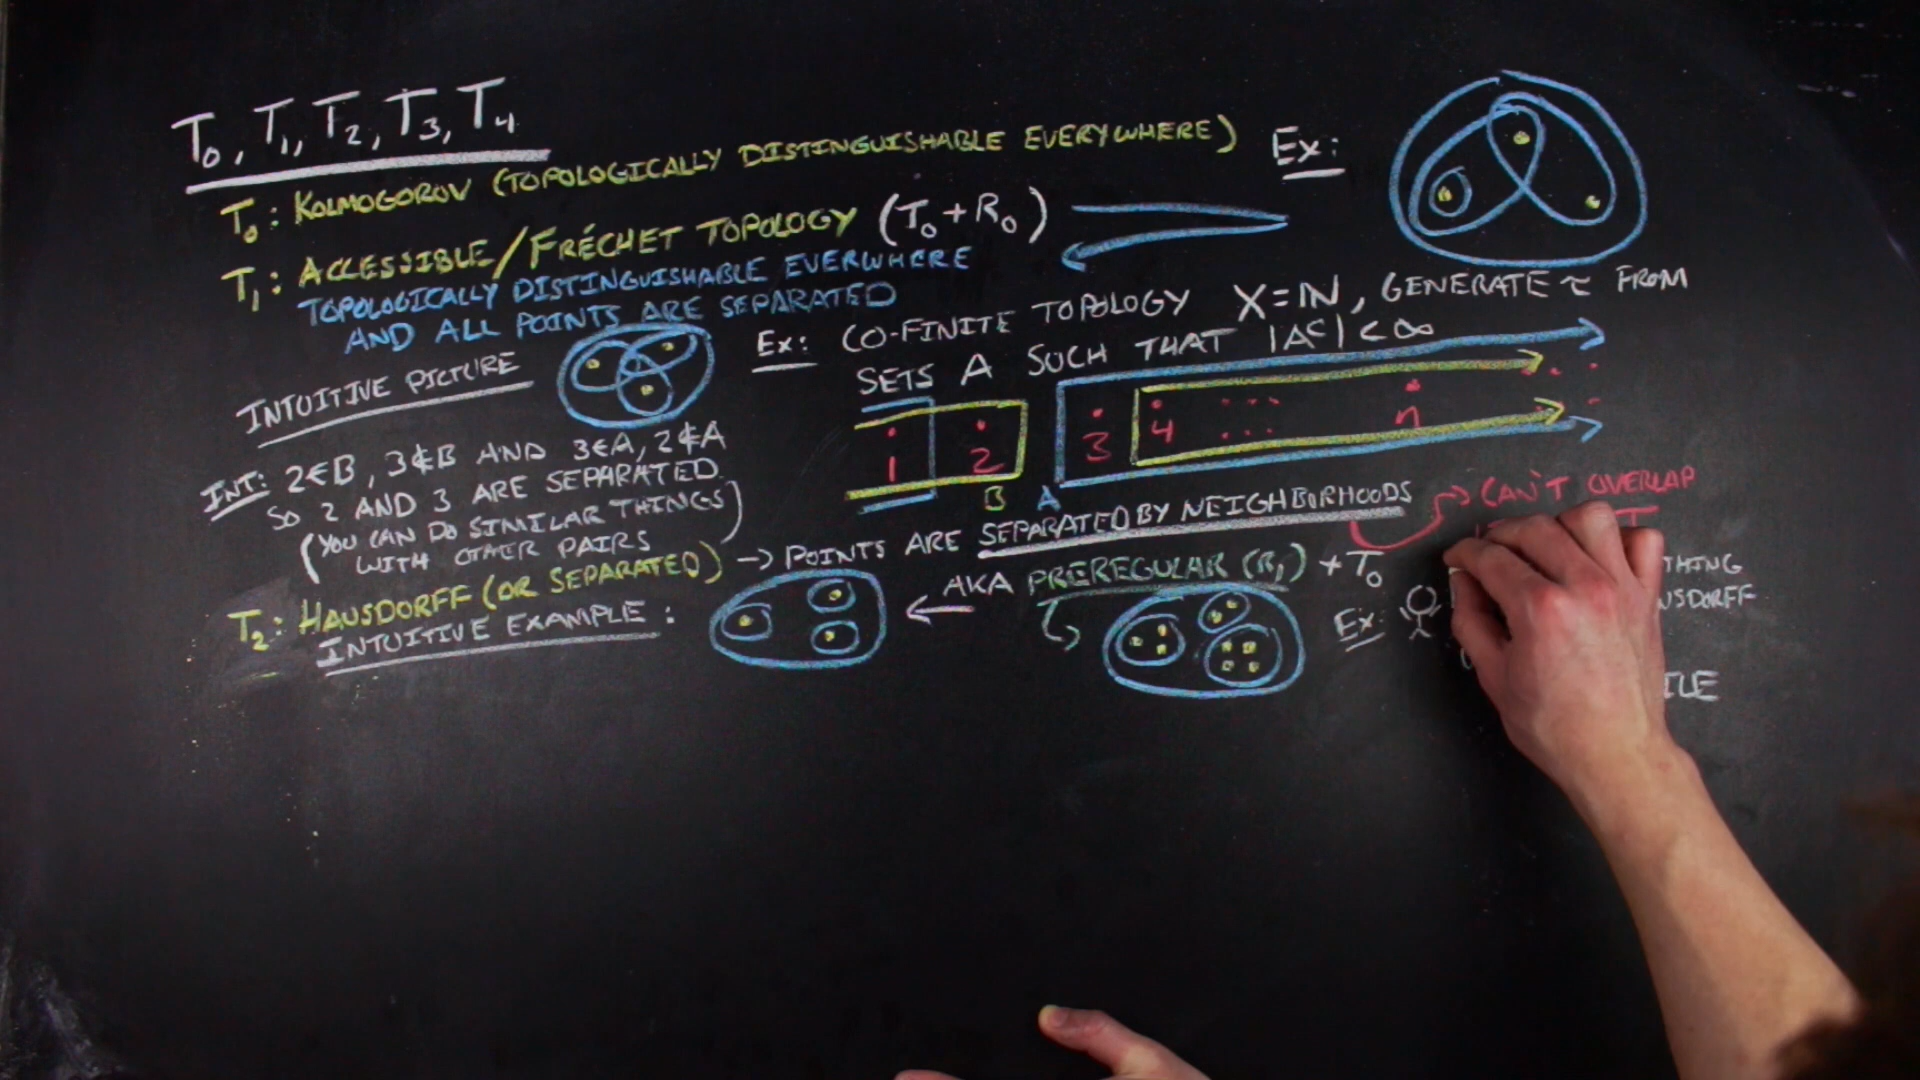 T₀, T₁, T₂, T₃, T₄
T₀: KOLMOGOROV (TOPOLOGICALLY DISTINGUISHABLE EVERYWHERE)
Ex:
T₁: ACCESSIBLE/FRÉCHET TOPOLOGY (T₀+R₀)
TOPOLOGICALLY DISTINGUISHABLE EVERWHERE
AND ALL POINTS ARE SEPARATED
INTUITIVE PICTURE
Ex: CO-FINITE TOPOLOGY X=ℕ, GENERATE τ FROM
SETS A SUCH THAT |Aᶜ| < ∞
1 2 3 4 ... n
B A
INT: 2∈B, 3∉B AND 3∈A, 2∉A
SO 2 AND 3 ARE SEPARATED.
(YOU CAN DO SIMILAR THINGS
WITH OTHER PAIRS)
T₂: HAUSDORFF (OR SEPARATED) → POINTS ARE SEPARATED BY NEIGHBORHOODS
CAN'T OVERLAP
← AKA PREREGULAR (R₁) + T₀
INTUITIVE EXAMPLE:
Ex:
THING